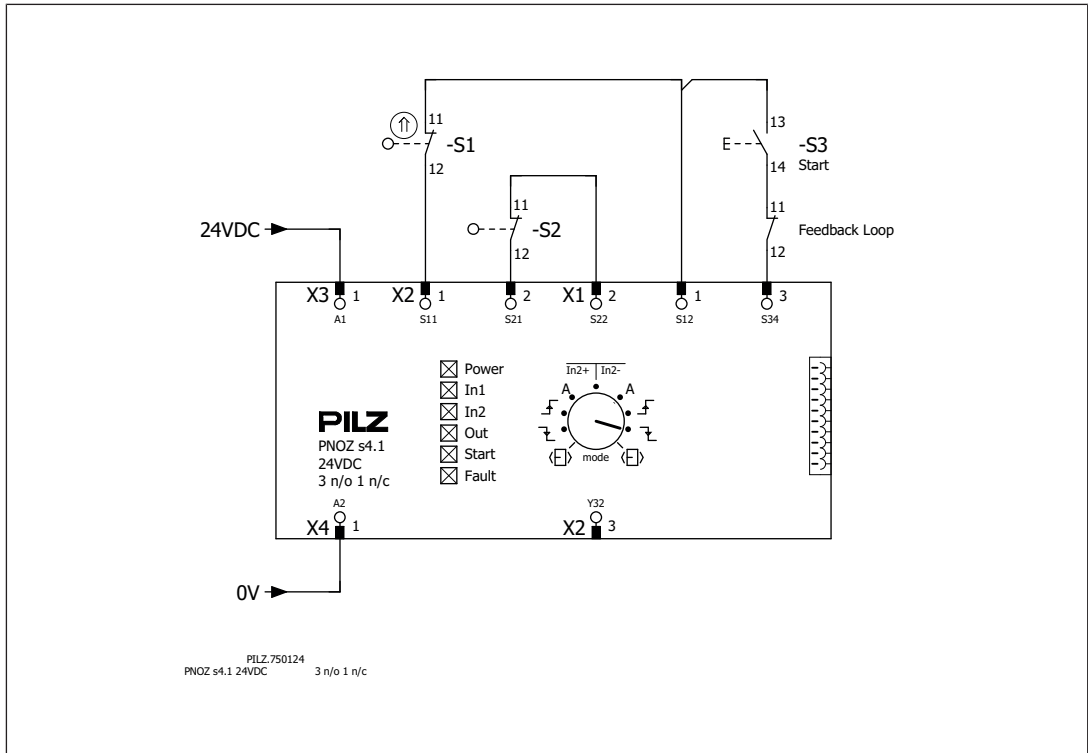 11
-S1
12
13
E
-S3
14
Start
11
-S2
12
11
Feedback Loop
12
24VDC
X3 1
X2 1
2
X1 2
1
3
A1
S11
S21
S22
S12
S34
Power
In1
In2
Out
Start
Fault
In2+ In2-
A A
mode
PILZ
PNOZ s4.1
24VDC
3 n/o 1 n/c
A2
X4 1
Y32
X2 3
0V
PILZ.750124
PNOZ s4.1 24VDC 3 n/o 1 n/c